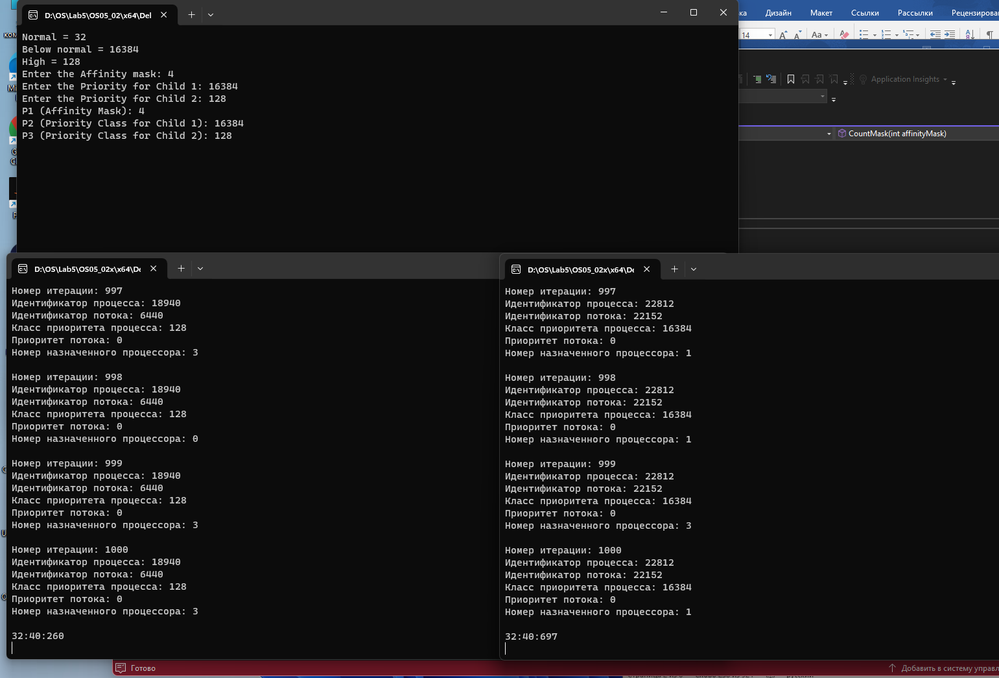 D:\OS\Lab5\OS05_02\x64\Del
Normal = 32
Below normal = 16384
High = 128
Enter the Affinity mask: 4
Enter the Priority for Child 1: 16384
Enter the Priority for Child 2: 128
P1 (Affinity Mask): 4
P2 (Priority Class for Child 1): 16384
P3 (Priority Class for Child 2): 128
Дизайн Макет Ссылки Рассылки
14
Aa
Application Insights
CountMask(int affinityMask)
D:\OS\Lab5\OS05_02x\x64\De
Номер итерации: 997
Идентификатор процесса: 18940
Идентификатор потока: 6440
Класс приоритета процесса: 128
Приоритет потока: 0
Номер назначенного процессора: 3
Номер итерации: 998
Идентификатор процесса: 18940
Идентификатор потока: 6440
Класс приоритета процесса: 128
Приоритет потока: 0
Номер назначенного процессора: 0
Номер итерации: 999
Идентификатор процесса: 18940
Идентификатор потока: 6440
Класс приоритета процесса: 128
Приоритет потока: 0
Номер назначенного процессора: 3
Номер итерации: 1000
Идентификатор процесса: 18940
Идентификатор потока: 6440
Класс приоритета процесса: 128
Приоритет потока: 0
Номер назначенного процессора: 3
32:40:260
D:\OS\Lab5\OS05_02x\x64\De
Номер итерации: 997
Идентификатор процесса: 22812
Идентификатор потока: 22152
Класс приоритета процесса: 16384
Приоритет потока: 0
Номер назначенного процессора: 1
Номер итерации: 998
Идентификатор процесса: 22812
Идентификатор потока: 22152
Класс приоритета процесса: 16384
Приоритет потока: 0
Номер назначенного процессора: 1
Номер итерации: 999
Идентификатор процесса: 22812
Идентификатор потока: 22152
Класс приоритета процесса: 16384
Приоритет потока: 0
Номер назначенного процессора: 3
Номер итерации: 1000
Идентификатор процесса: 22812
Идентификатор потока: 22152
Класс приоритета процесса: 16384
Приоритет потока: 0
Номер назначенного процессора: 1
32:40:697
Готово
Добавить в систему